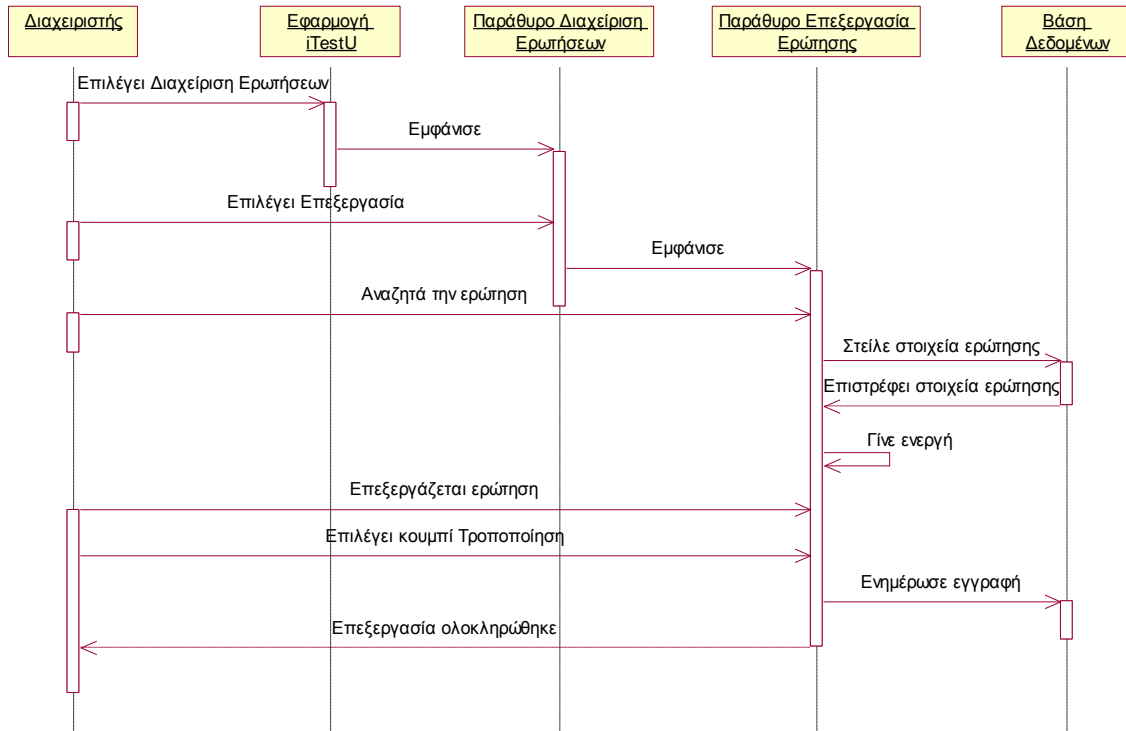 Διαχειριστής
Εφαρμογή
iTestU
Παράθυρο Διαχείριση
Ερωτήσεων
Παράθυρο Επεξεργασία
Ερώτησης
Βάση
Δεδομένων
Επιλέγει Διαχείριση Ερωτήσεων
Εμφάνισε
Επιλέγει Επεξεργασία
Εμφάνισε
Αναζητά την ερώτηση
Στείλε στοιχεία ερώτησης
Επιστρέφει στοιχεία ερώτησης
Γίνε ενεργή
Επεξεργάζεται ερώτηση
Επιλέγει κουμπί Τροποποίηση
Ενημέρωσε εγγραφή
Επεξεργασία ολοκληρώθηκε